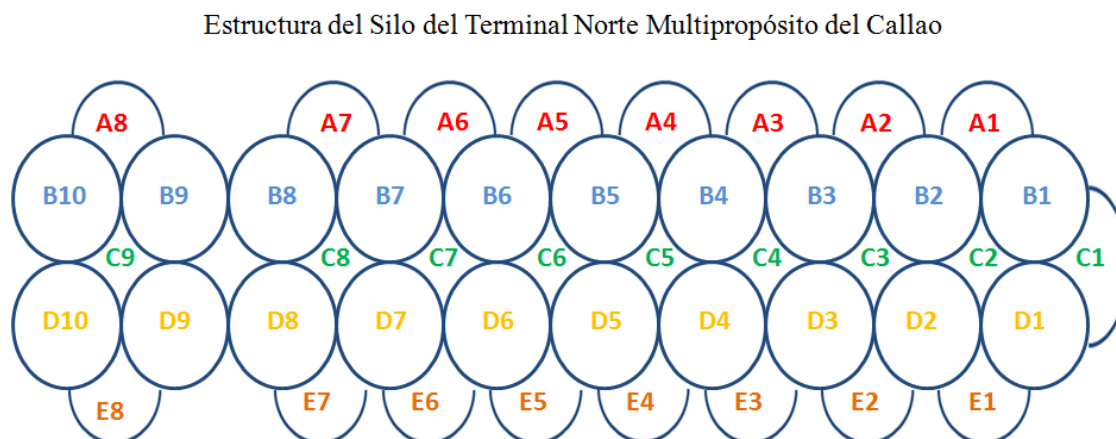 Estructura del Silo del Terminal Norte Multipropósito del Callao
A8 A7 A6 A5 A4 A3 A2 A1
B10 B9 B8 B7 B6 B5 B4 B3 B2 B1
C9 C8 C7 C6 C5 C4 C3 C2 C1
D10 D9 D8 D7 D6 D5 D4 D3 D2 D1
E8 E7 E6 E5 E4 E3 E2 E1